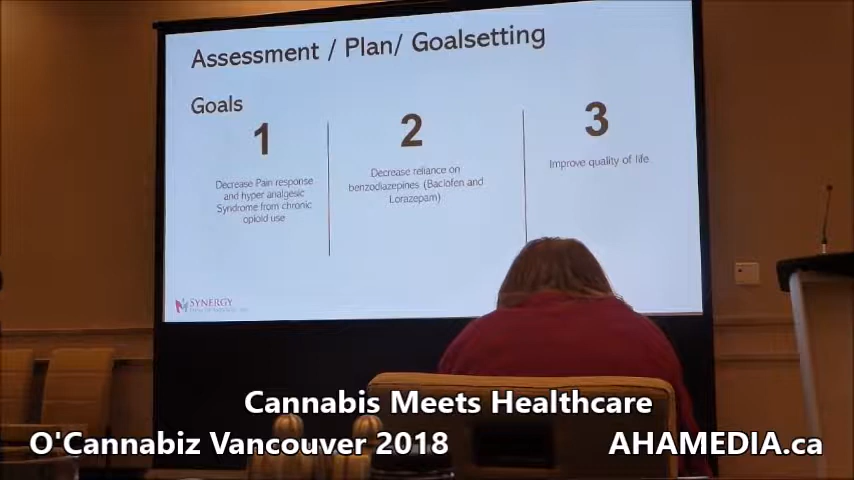 Assessment / Plan/ Goalsetting
Goals
1
Decrease Pain response
and hyper analgesic
Syndrome from chronic
opioid use
2
Decrease reliance on
benzodiazepines (Baclofen and
Lorazepam)
3
Improve quality of life
SYNERGY
Cannabis Meets Healthcare
O'Cannabiz Vancouver 2018
AHAMEDIA.ca